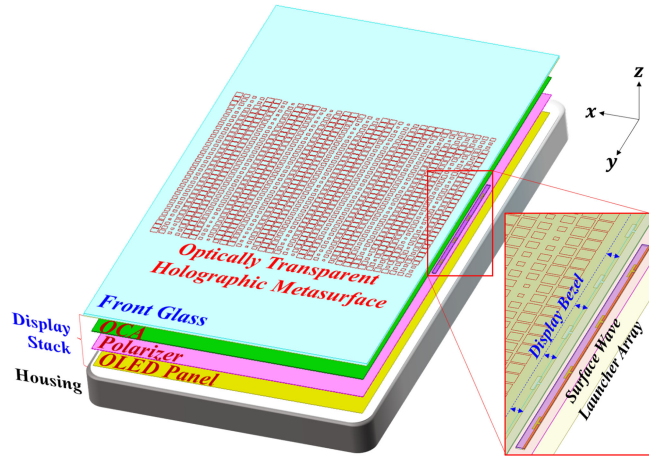 z
x
y
Optically Transparent
Holographic Metasurface
Front Glass
OCA
Polarizer
OLED Panel
Display
Stack
Housing
Display Bezel
Surface Wave
Launcher Array